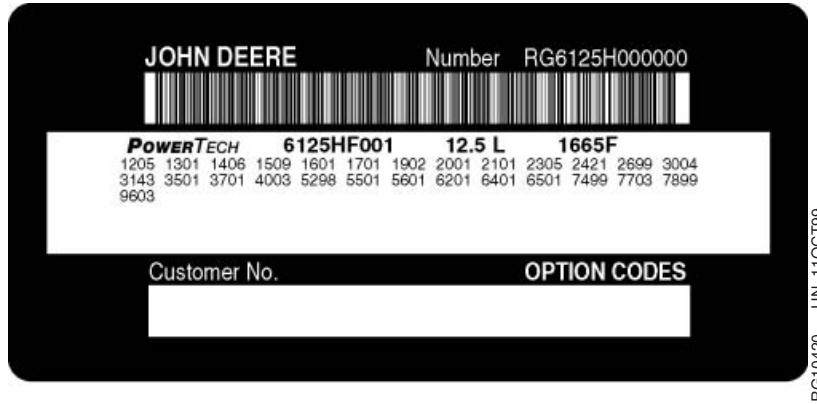 JOHN DEERE Number RG6125H000000
POWERTECH 6125HF001 12.5 L 1665F
1205 1301 1406 1509 1601 1701 1902 2001 2101 2305 2421 2699 3004
3143 3501 3701 4003 5298 5501 5601 6201 6401 6501 7499 7703 7899
9603
Customer No. OPTION CODES
UN 11OCT99